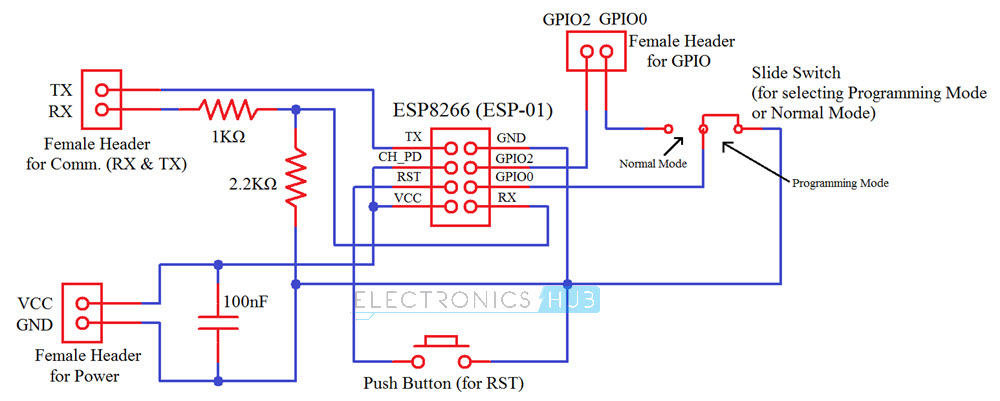 GPIO2 GPIO0
Female Header
for GPIO
Slide Switch
(for selecting Programming Mode
or Normal Mode)
TX
RX
1KΩ
Female Header
for Comm. (RX & TX)
2.2KΩ
ESP8266 (ESP-01)
TX
GND
CH_PD
GPIO2
RST
GPIO0
VCC
RX
Normal Mode
Programming Mode
VCC
GND
100nF
Female Header
for Power
ELECTRONICS HUB
Push Button (for RST)